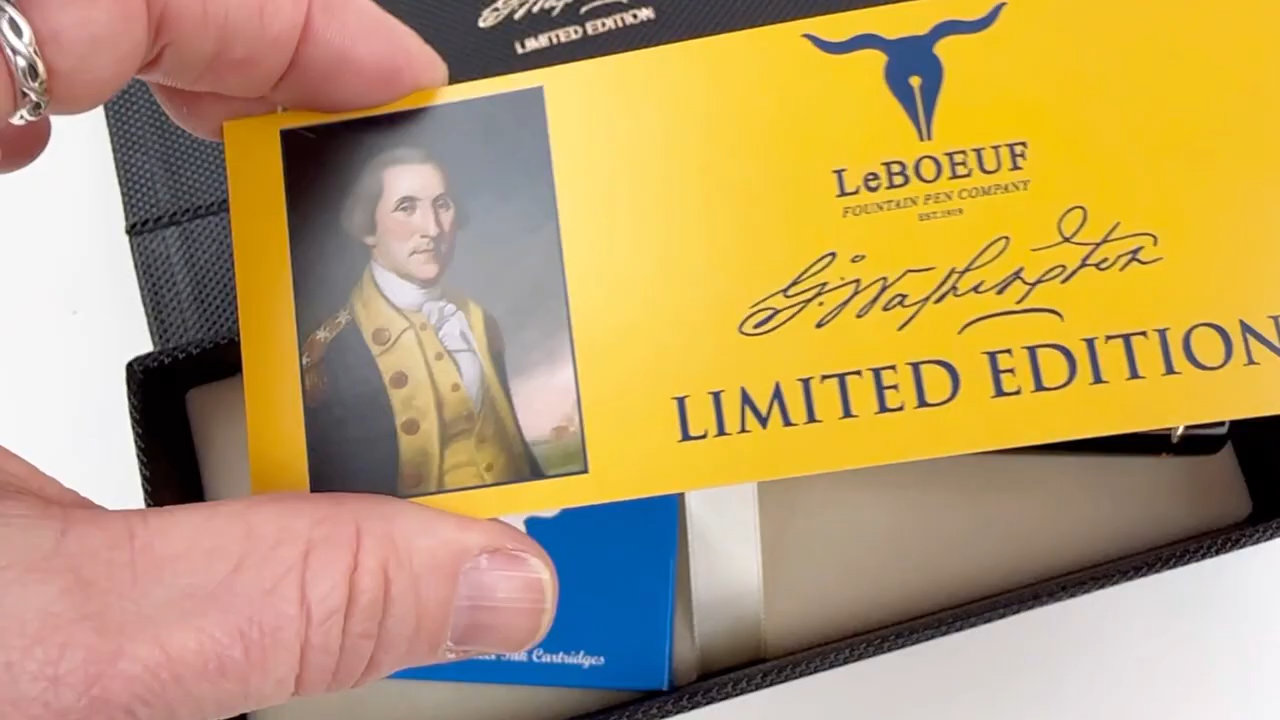 LIMITED EDITION
LeBOEUF
FOUNTAIN PEN COMPANY
EST.1919
G.Washington
LIMITED EDITION
Ink Cartridges